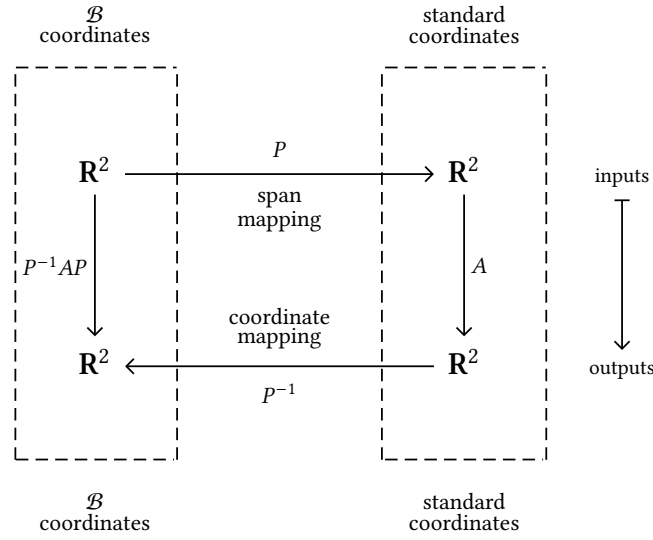 ℬ
coordinates
standard
coordinates
P
R²
R²
inputs
span
mapping
P⁻¹AP
A
coordinate
mapping
R²
R²
outputs
P⁻¹
ℬ
coordinates
standard
coordinates